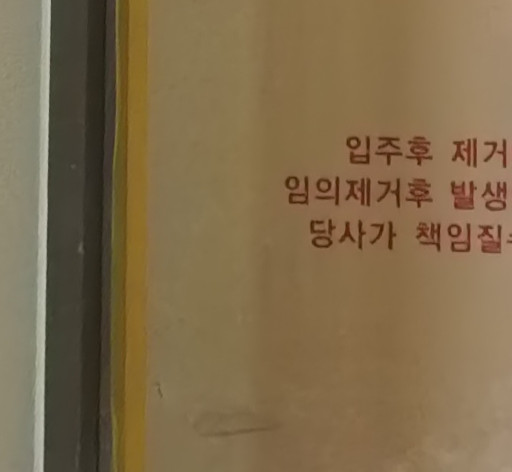 입주후 제거
임의제거후 발생
당사가 책임질